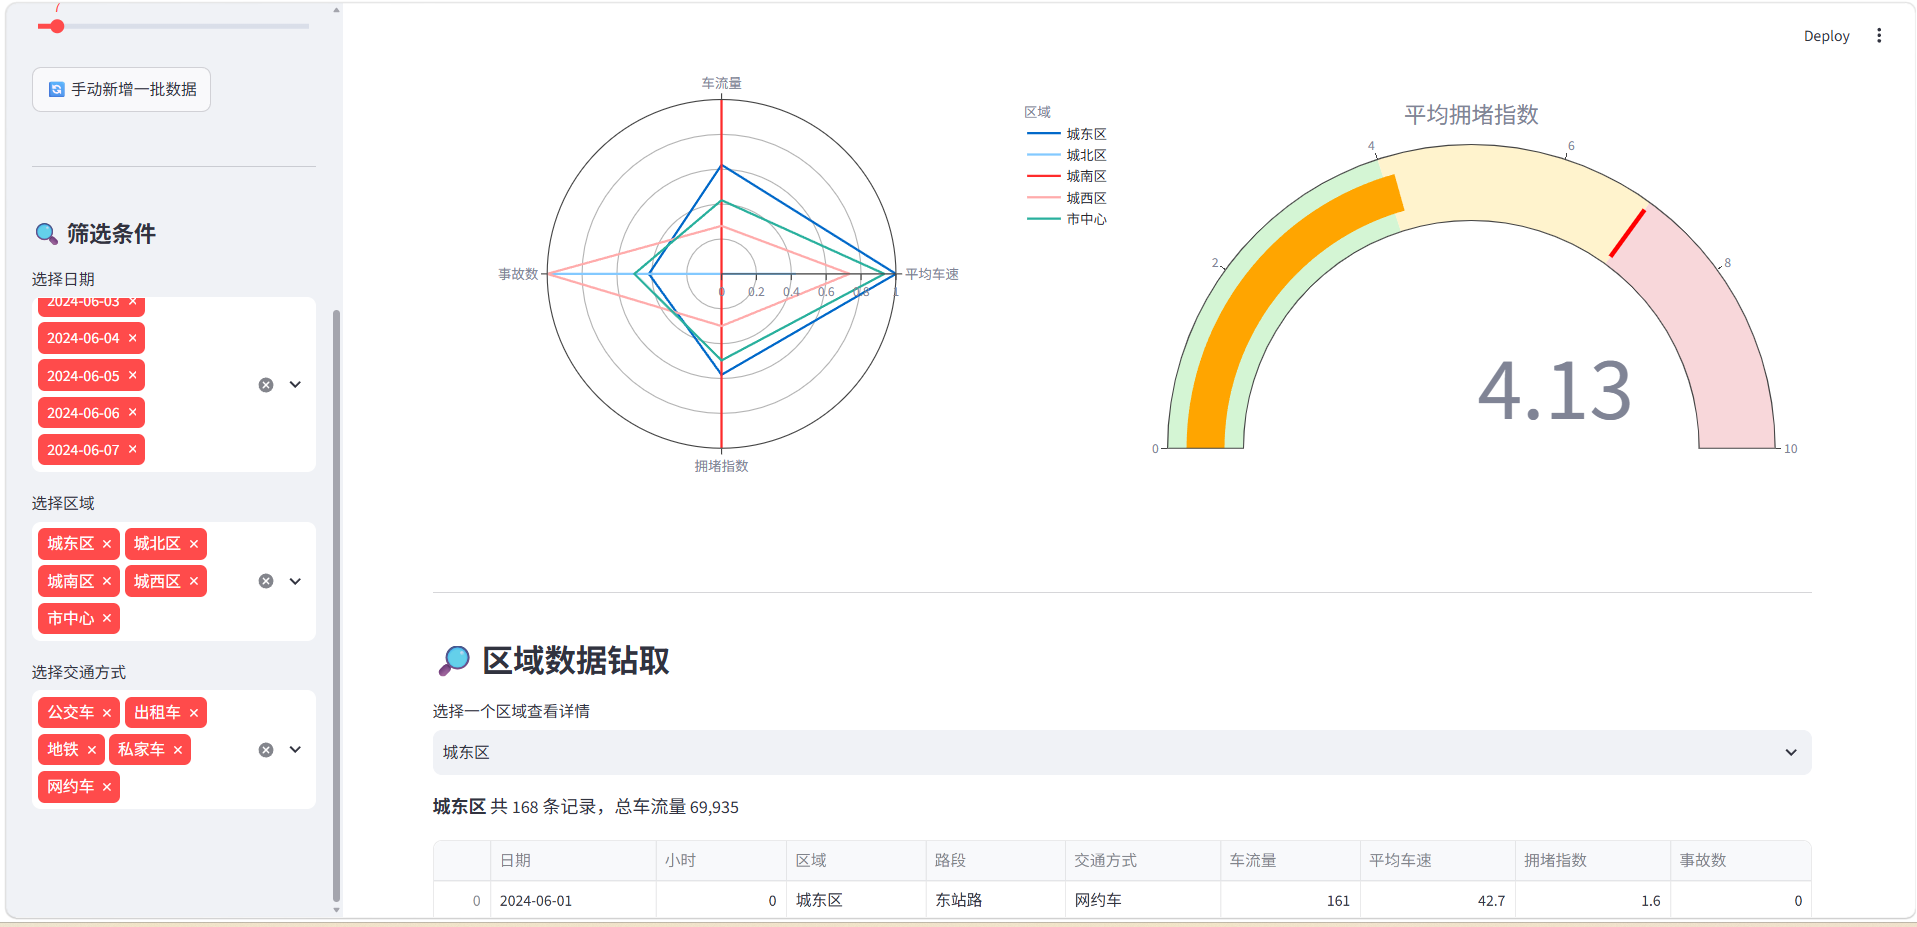 7
手动新增一批数据
筛选条件
选择日期
2024-06-03 ×
2024-06-04 ×
2024-06-05 ×
2024-06-06 ×
2024-06-07 ×
选择区域
城东区 × 城北区 ×
城南区 × 城西区 ×
市中心 ×
选择交通方式
公交车 × 出租车 ×
地铁 × 私家车 ×
网约车 ×
Deploy
车流量
事故数
平均车速
拥堵指数
0 0.2 0.4 0.6 0.8 1
区域
城东区
城北区
城南区
城西区
市中心
平均拥堵指数
0 2 4 6 8 10
4.13
区域数据钻取
选择一个区域查看详情
城东区
城东区 共 168 条记录，总车流量 69,935
日期 小时 区域 路段 交通方式 车流量 平均车速 拥堵指数 事故数
0 2024-06-01 0 城东区 东站路 网约车 161 42.7 1.6 0